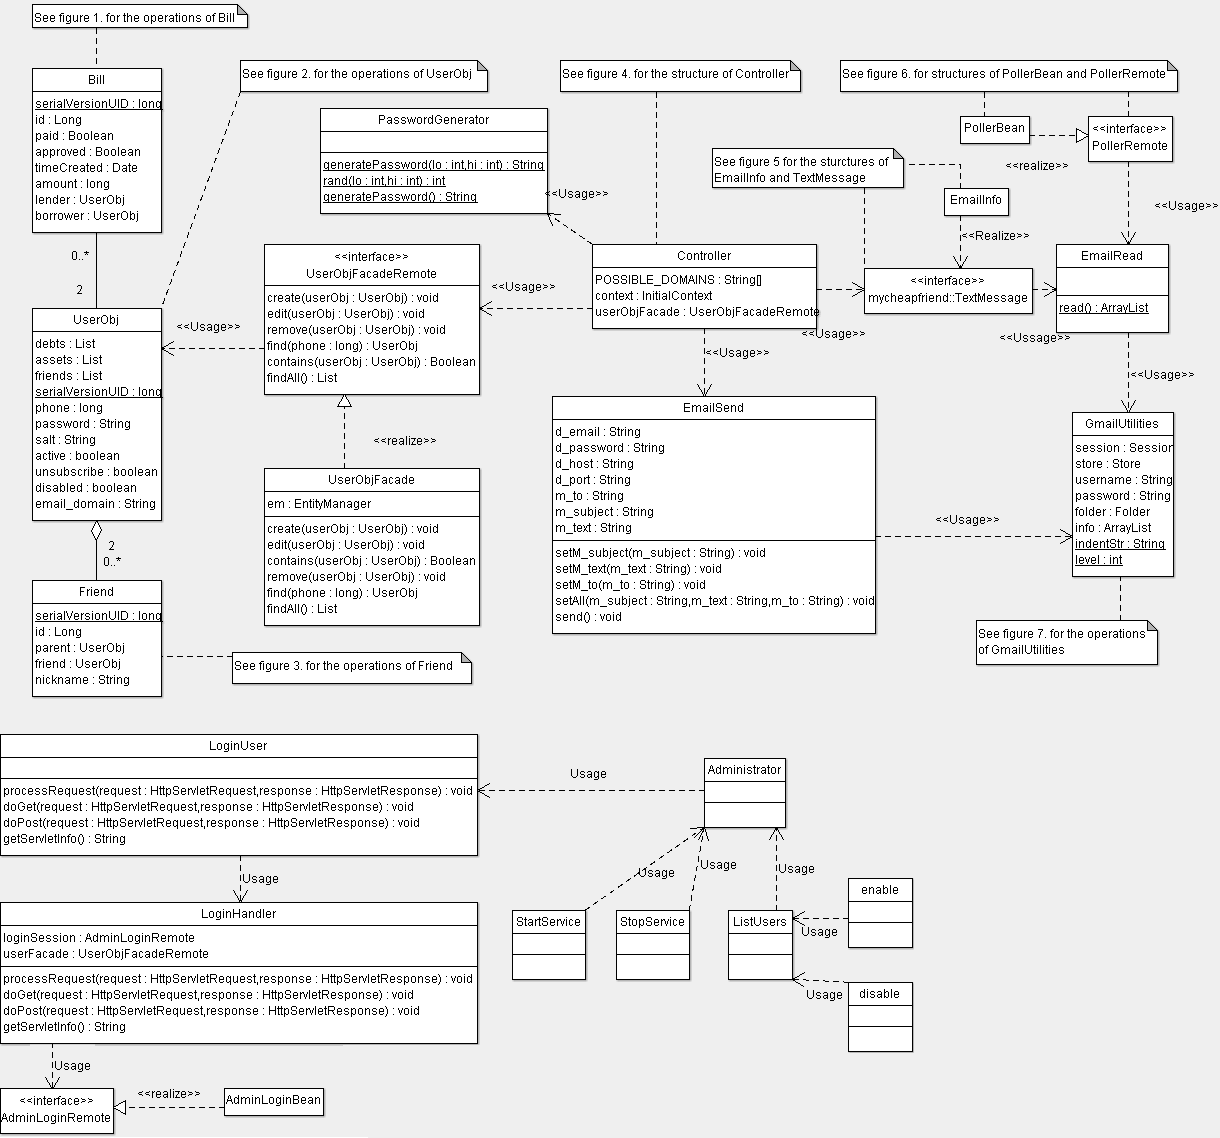 See figure 1. for the operations of Bill
Bill
serialVersionUID : long
id : Long
paid : Boolean
approved : Boolean
timeCreated : Date
amount : long
lender : UserObj
borrower : UserObj
0..*
2
See figure 2. for the operations of UserObj
UserObj
debts : List
assets : List
friends : List
serialVersionUID : long
phone : long
password : String
salt : String
active : boolean
unsubscribe : boolean
disabled : boolean
email_domain : String
2
0..*
Friend
serialVersionUID : long
id : Long
parent : UserObj
friend : UserObj
nickname : String
See figure 3. for the operations of Friend
PasswordGenerator
generatePassword(lo : int,hi : int) : String
rand(lo : int,hi : int) : int
generatePassword() : String
<<Usage>>
<<interface>>
UserObjFacadeRemote
create(userObj : UserObj) : void
edit(userObj : UserObj) : void
remove(userObj : UserObj) : void
find(phone : long) : UserObj
contains(userObj : UserObj) : Boolean
findAll() : List
<<Usage>>
<<Usage>>
<<realize>>
UserObjFacade
em : EntityManager
create(userObj : UserObj) : void
edit(userObj : UserObj) : void
contains(userObj : UserObj) : Boolean
remove(userObj : UserObj) : void
find(phone : long) : UserObj
findAll() : List
See figure 4. for the structure of Controller
Controller
POSSIBLE_DOMAINS : String[]
context : InitialContext
userObjFacade : UserObjFacadeRemote
<<Usage>>
<<Usage>>
EmailSend
d_email : String
d_password : String
d_host : String
d_port : String
m_to : String
m_subject : String
m_text : String
setM_subject(m_subject : String) : void
setM_text(m_text : String) : void
setM_to(m_to : String) : void
setAll(m_subject : String,m_text : String,m_to : String) : void
send() : void
<<Usage>>
See figure 5 for the sturctures of
EmailInfo and TextMessage
EmailInfo
<<Realize>>
<<interface>>
mycheapfriend::TextMessage
<<Ussage>>
See figure 6. for structures of PollerBean and PollerRemote
PollerBean
<<interface>>
PollerRemote
<<realize>>
<<Usage>>
EmailRead
read() : ArrayList
<<Usage>>
GmailUtilities
session : Session
store : Store
username : String
password : String
folder : Folder
info : ArrayList
indentStr : String
level : int
See figure 7. for the operations
of GmailUtilities
LoginUser
processRequest(request : HttpServletRequest,response : HttpServletResponse) : void
doGet(request : HttpServletRequest,response : HttpServletResponse) : void
doPost(request : HttpServletRequest,response : HttpServletResponse) : void
getServletInfo() : String
Usage
LoginHandler
loginSession : AdminLoginRemote
userFacade : UserObjFacadeRemote
processRequest(request : HttpServletRequest,response : HttpServletResponse) : void
doGet(request : HttpServletRequest,response : HttpServletResponse) : void
doPost(request : HttpServletRequest,response : HttpServletResponse) : void
getServletInfo() : String
Usage
<<interface>>
AdminLoginRemote
<<realize>>
AdminLoginBean
Usage
Administrator
Usage
Usage
Usage
StartService
StopService
ListUsers
enable
Usage
disable
Usage